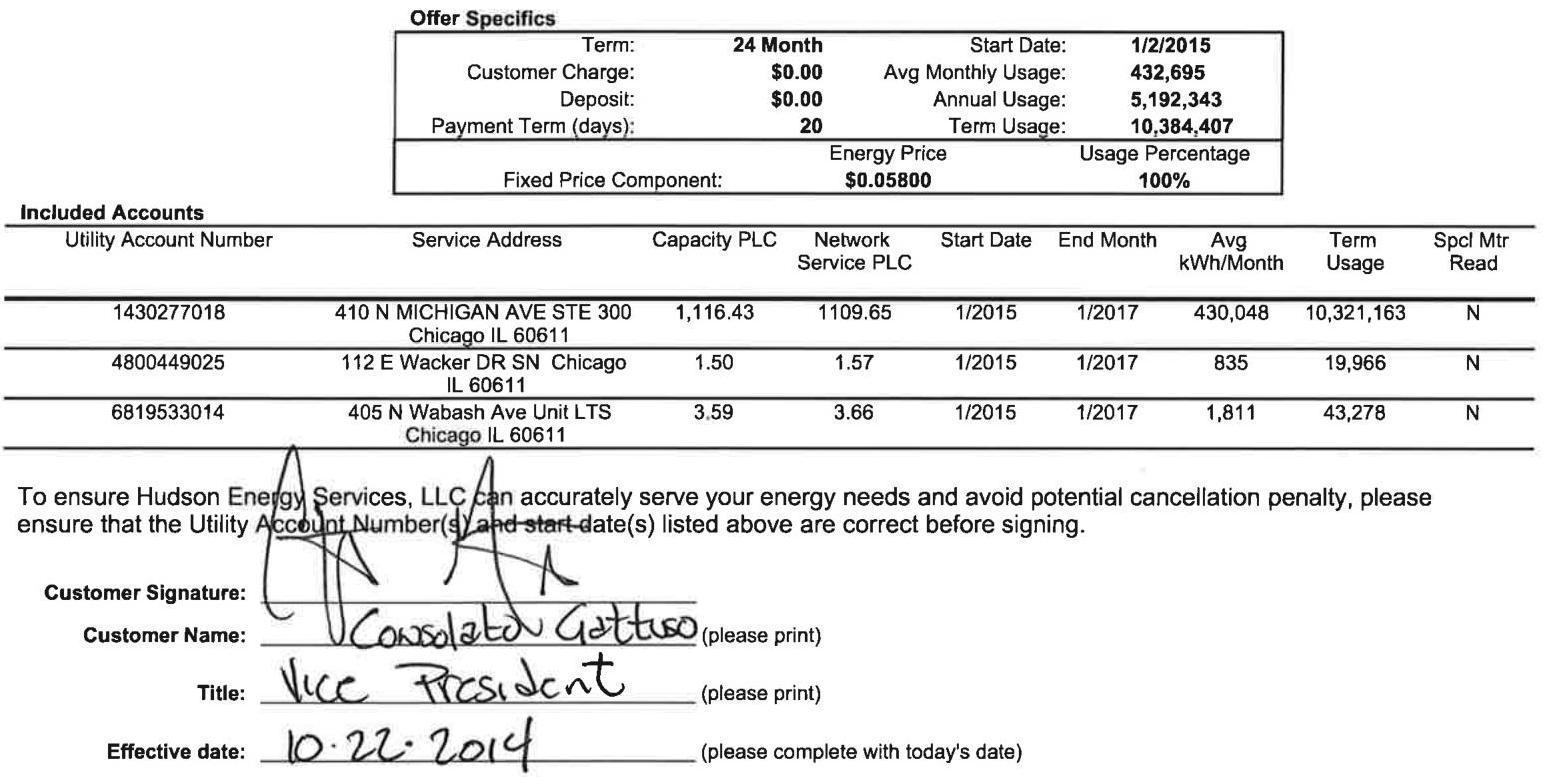 Offer Specifics
Term: 24 Month Start Date: 1/2/2015
Customer Charge: $0.00 Avg Monthly Usage: 432,695
Deposit: $0.00 Annual Usage: 5,192,343
Payment Term (days): 20 Term Usage: 10,384,407
Energy Price Usage Percentage
Fixed Price Component: $0.05800 100%
Included Accounts
Utility Account Number Service Address Capacity PLC Network Start Date End Month Avg Term Spcl Mtr
Service PLC kWh/Month Usage Read
1430277018 410 N MICHIGAN AVE STE 300 1,116.43 1109.65 1/2015 1/2017 430,048 10,321,163 N
Chicago IL 60611
4800449025 112 E Wacker DR SN Chicago 1.50 1.57 1/2015 1/2017 835 19,966 N
IL 60611
6819533014 405 N Wabash Ave Unit LTS 3.59 3.66 1/2015 1/2017 1,811 43,278 N
Chicago IL 60611
To ensure Hudson Energy Services, LLC can accurately serve your energy needs and avoid potential cancellation penalty, please
ensure that the Utility Account Number(s) and start date(s) listed above are correct before signing.
Customer Signature:
Customer Name: Consolato Gattuso (please print)
Title: Vice President (please print)
Effective date: 10.22.2014 (please complete with today's date)